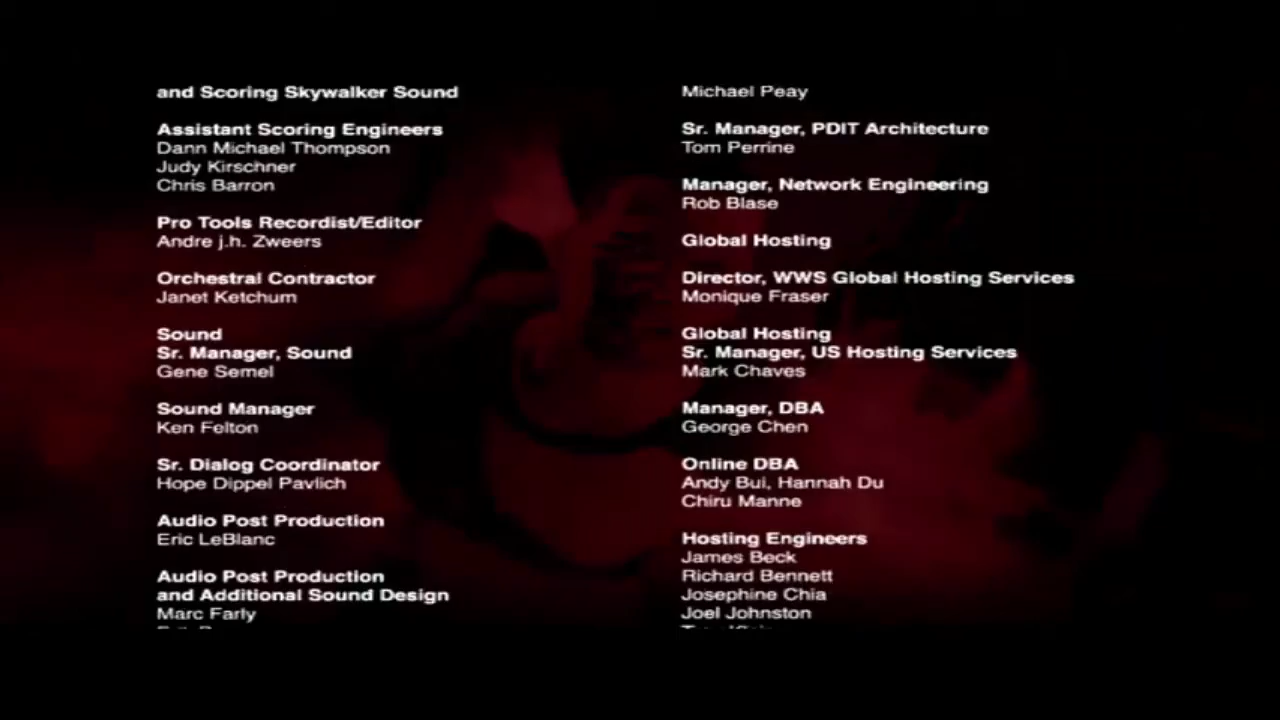 and Scoring Skywalker Sound
Assistant Scoring Engineers
Dann Michael Thompson
Judy Kirschner
Chris Barron
Pro Tools Recordist/Editor
Andre j.h. Zweers
Orchestral Contractor
Janet Ketchum
Sound
Sr. Manager, Sound
Gene Semel
Sound Manager
Ken Felton
Sr. Dialog Coordinator
Hope Dippel Pavlich
Audio Post Production
Eric LeBlanc
Audio Post Production
and Additional Sound Design
Marc Farly
Michael Peay
Sr. Manager, PDIT Architecture
Tom Perrine
Manager, Network Engineering
Rob Blase
Global Hosting
Director, WWS Global Hosting Services
Monique Fraser
Global Hosting
Sr. Manager, US Hosting Services
Mark Chaves
Manager, DBA
George Chen
Online DBA
Andy Bui, Hannah Du
Chiru Manne
Hosting Engineers
James Beck
Richard Bennett
Josephine Chia
Joel Johnston